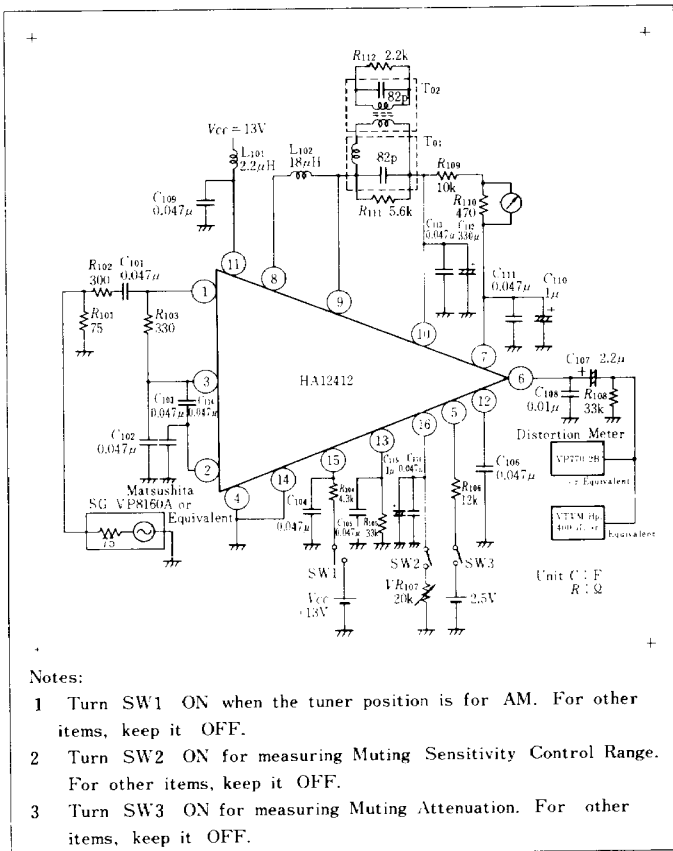 R112 2.2k
82p
T02
Vcc=13V
L101
2.2μH
L102
18μH
T01
82p
R111 5.6k
R109
10k
R110
470
C109
0.047μ
C112
330μ
0.047μ
C111
0.047μ
C110
1μ
R102
300
C101
0.047μ
R101
75
R103
330
11
8
9
10
7
1
3
2
4
14
15
13
16
5
12
6
HA12412
C107 2.2μ
C108
0.01μ
R108
33k
C103
0.047μ
0.047μ
C102
0.047μ
Distortion Meter
VP770 2B
or Equivalent
Matsushita
SG VP8160A or
Equivalent
75
C104
0.047μ
R104
4.3k
C105
0.047μ
R105
33k
1μ
0.047μ
R106
12k
C106
0.047μ
VTVM Hp.
Equivalent
SW1
SW2
SW3
Vcc
13V
VR107
20k
2.5V
Unit C : F
R : Ω
Notes:
1 Turn SW1 ON when the tuner position is for AM. For other
items, keep it OFF.
2 Turn SW2 ON for measuring Muting Sensitivity Control Range.
For other items, keep it OFF.
3 Turn SW3 ON for measuring Muting Attenuation. For other
items, keep it OFF.